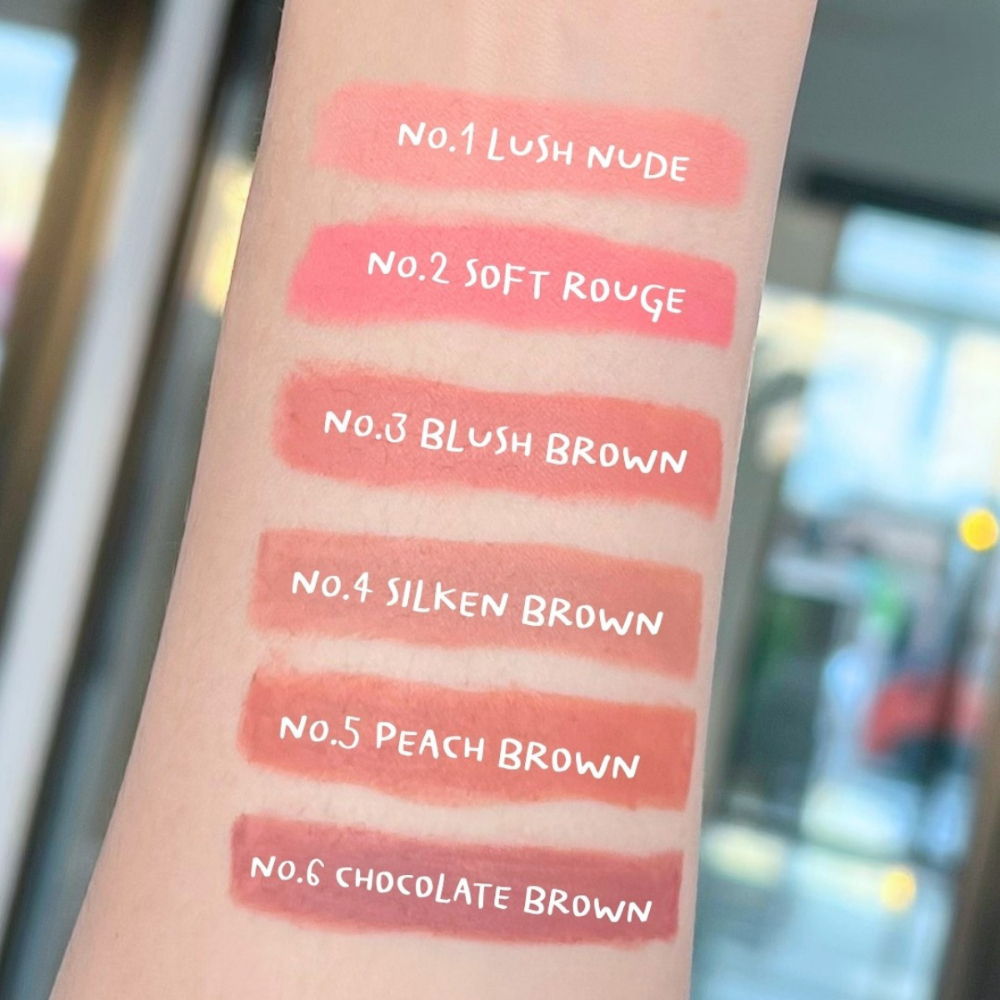 No.1 LUSH NUDE
No.2 SOFT ROUGE
No.3 BLUSH BROWN
No.4 SILKEN BROWN
No.5 PEACH BROWN
No.6 CHOCOLATE BROWN